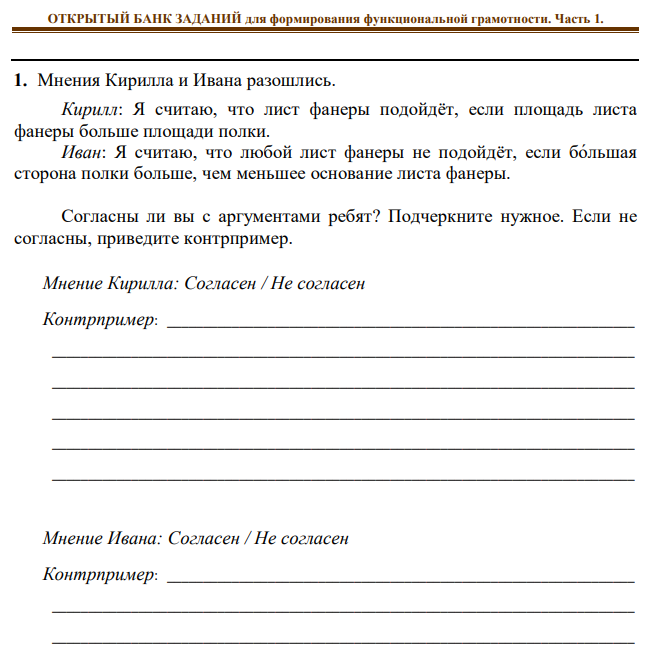 ОТКРЫТЫЙ БАНК ЗАДАНИЙ для формирования функциональной грамотности. Часть 1.
1. Мнения Кирилла и Ивана разошлись.
Кирилл: Я считаю, что лист фанеры подойдёт, если площадь листа
фанеры больше площади полки.
Иван: Я считаю, что любой лист фанеры не подойдёт, если бо́льшая
сторона полки больше, чем меньшее основание листа фанеры.
Согласны ли вы с аргументами ребят? Подчеркните нужное. Если не
согласны, приведите контрпример.
Мнение Кирилла: Согласен / Не согласен
Контрпример:
Мнение Ивана: Согласен / Не согласен
Контрпример: